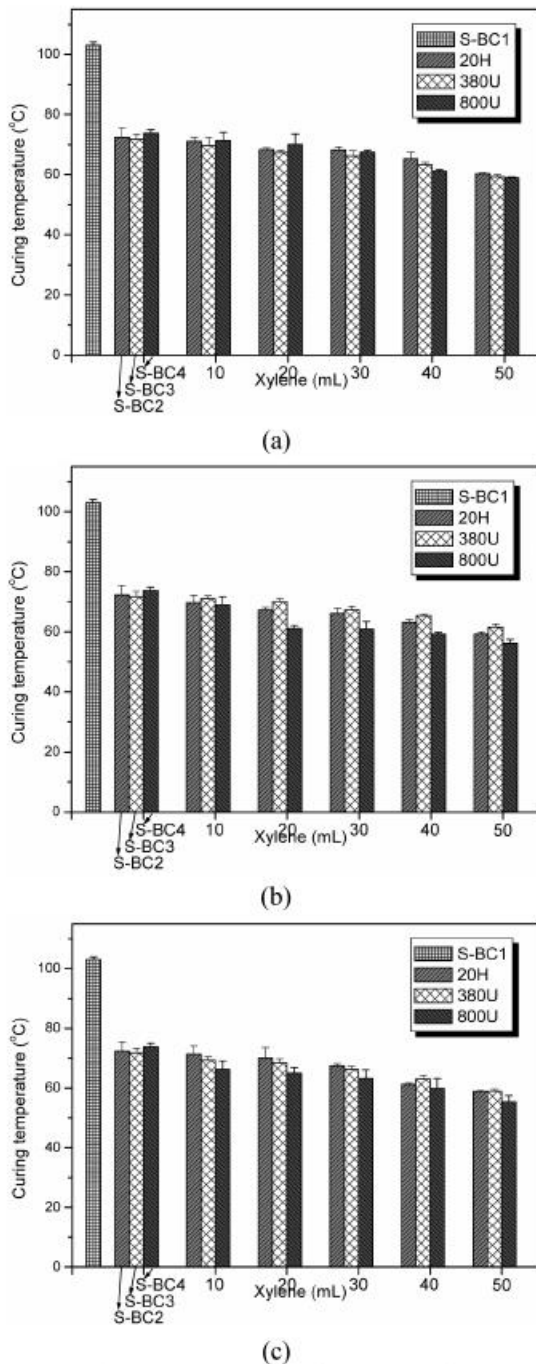 S-BC1
20H
380U
800U
Curing temperature (°C)
100
80
60
40
20
0
10
20
30
40
50
S-BC4
Xylene (mL)
S-BC3
S-BC2
(a)
S-BC1
20H
380U
800U
Curing temperature (°C)
100
80
60
40
20
0
10
20
30
40
50
S-BC4
Xylene (mL)
S-BC3
S-BC2
(b)
S-BC1
20H
380U
800U
Curing temperature (°C)
100
80
60
40
20
0
10
20
30
40
50
S-BC4
Xylene (mL)
S-BC3
S-BC2
(c)